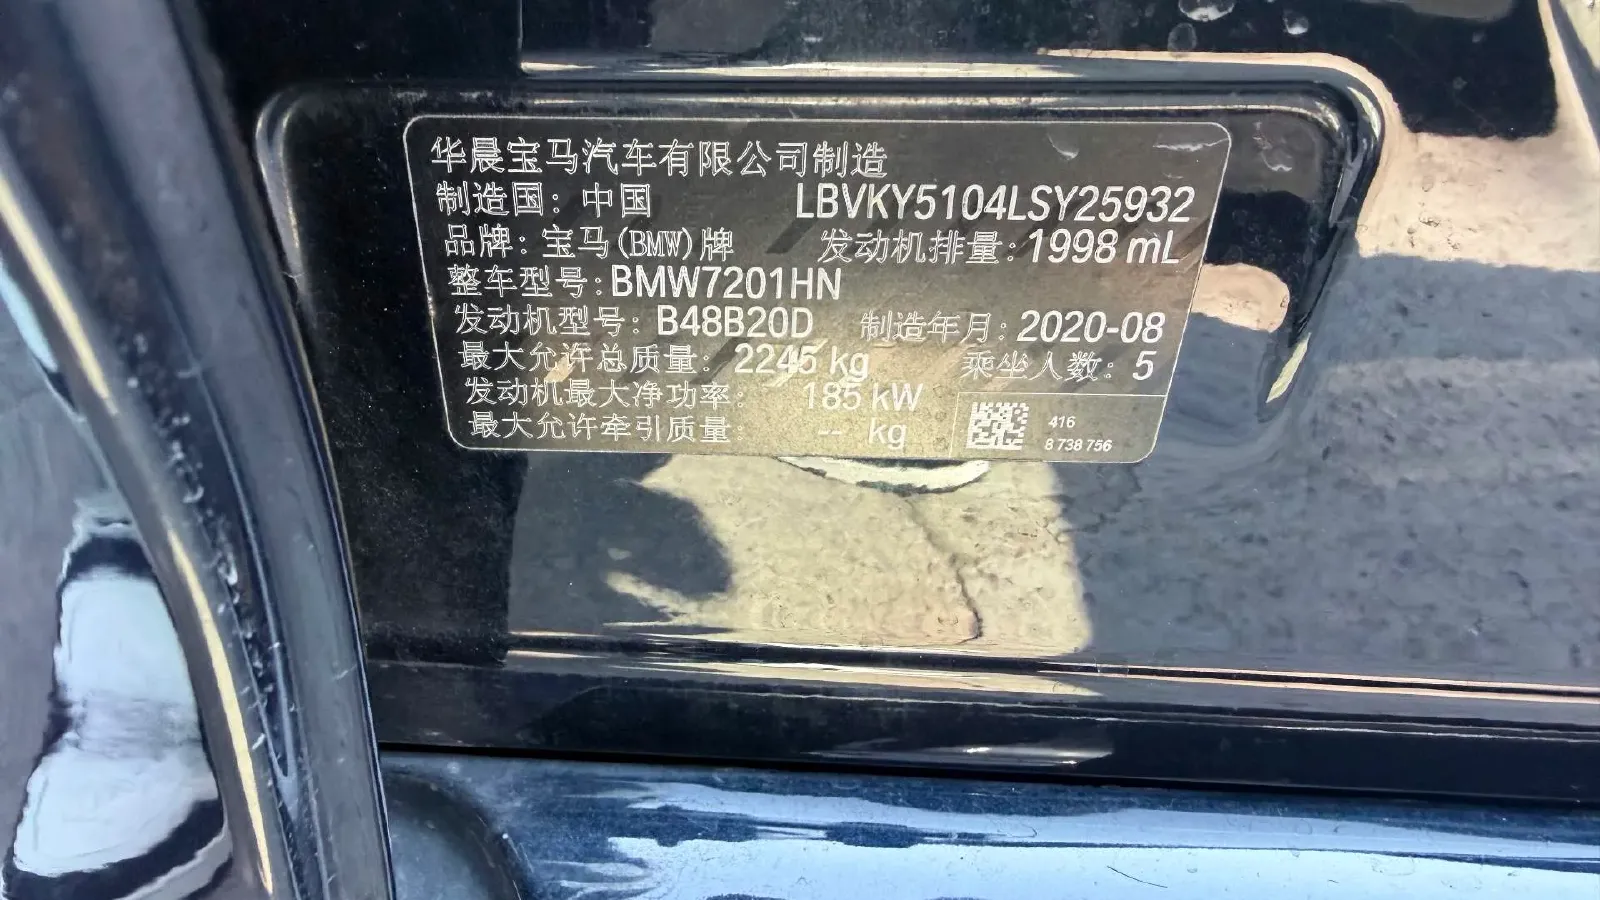 华晨宝马汽车有限公司制造
制造国：中国 LBVKY5104LSY25932
品牌：宝马(BMW)牌 发动机排量：1998 mL
整车型号：BMW7201HN
发动机型号：B48B20D 制造年月：2020-08
最大允许总质量：2245 kg 乘坐人数：5
发动机最大净功率：185 kW
最大允许牵引质量：-- kg
416
8 738 756